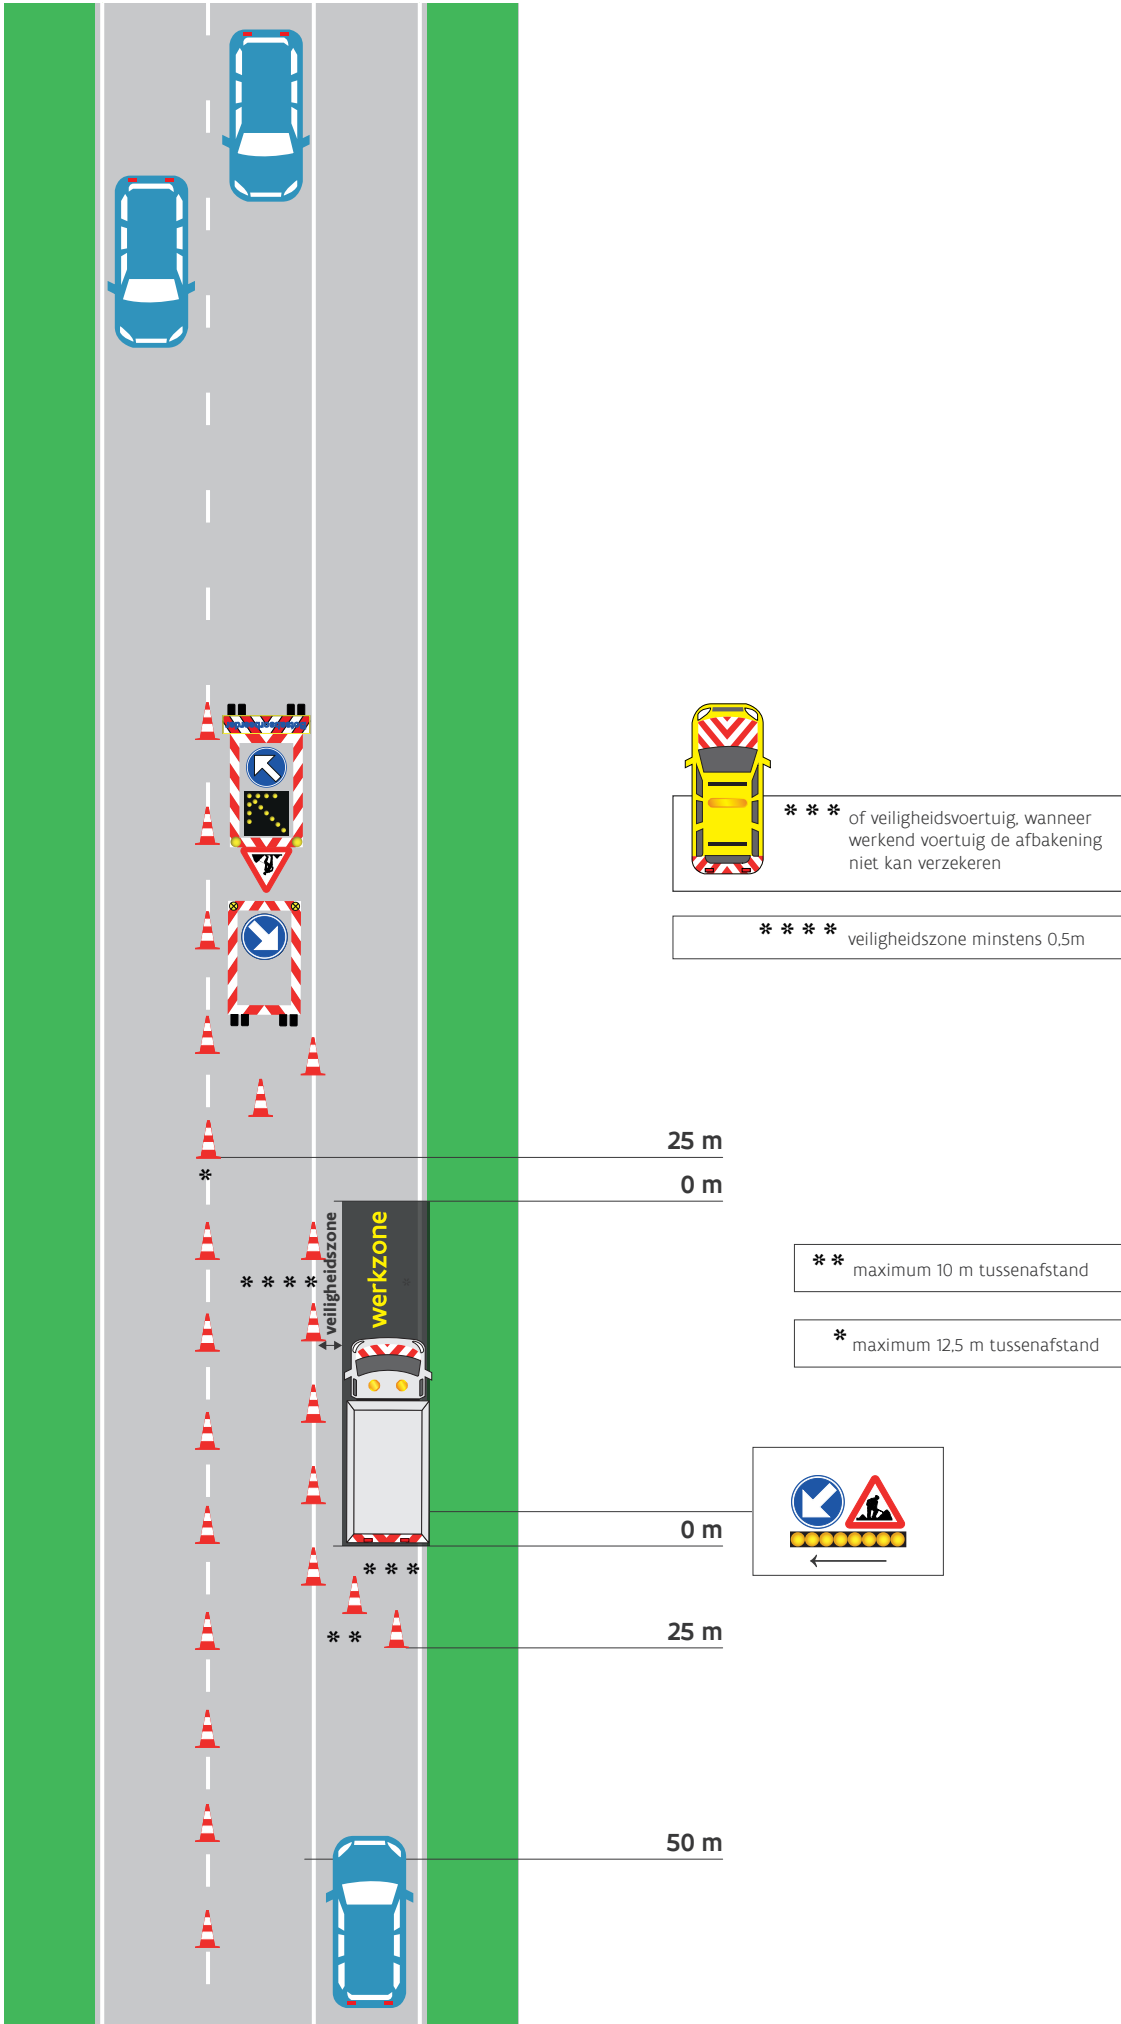 * * * of veiligheidsvoertuig, wanneer
werkend voertuig de afbakening
niet kan verzekeren
* * * * veiligheidszone minstens 0,5m
25 m
*
0 m
veiligheidszone
werkzone
* * * *
* * maximum 10 m tussenafstand
* maximum 12,5 m tussenafstand
0 m
* * *
* *
25 m
50 m